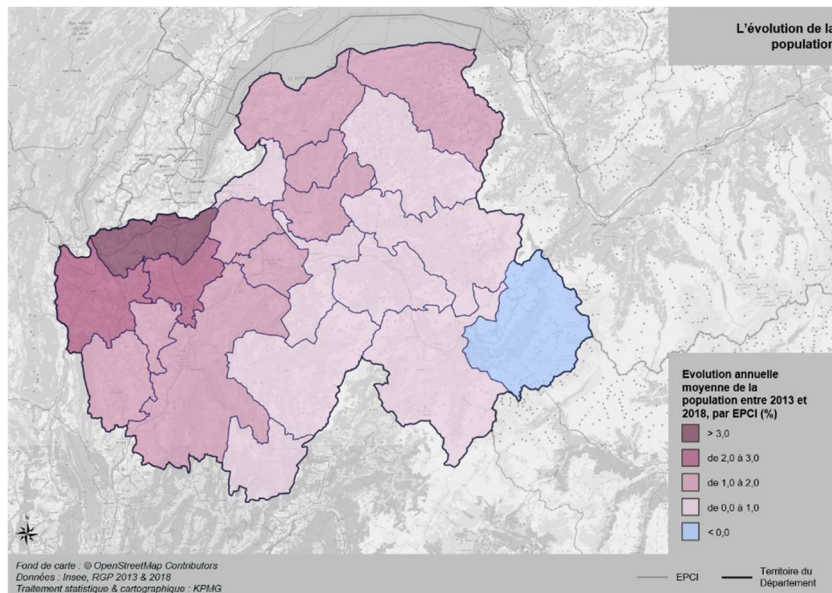 L'évolution de la
population
Evolution annuelle
moyenne de la
population entre 2013 et
2018, par EPCI (%)
> 3,0
de 2,0 à 3,0
de 1,0 à 2,0
de 0,0 à 1,0
< 0,0
Fond de carte : © OpenStreetMap Contributors
Données : Insee, RGP 2013 & 2018
Traitement statistique & cartographique : KPMG
EPCI
Territoire du
Département